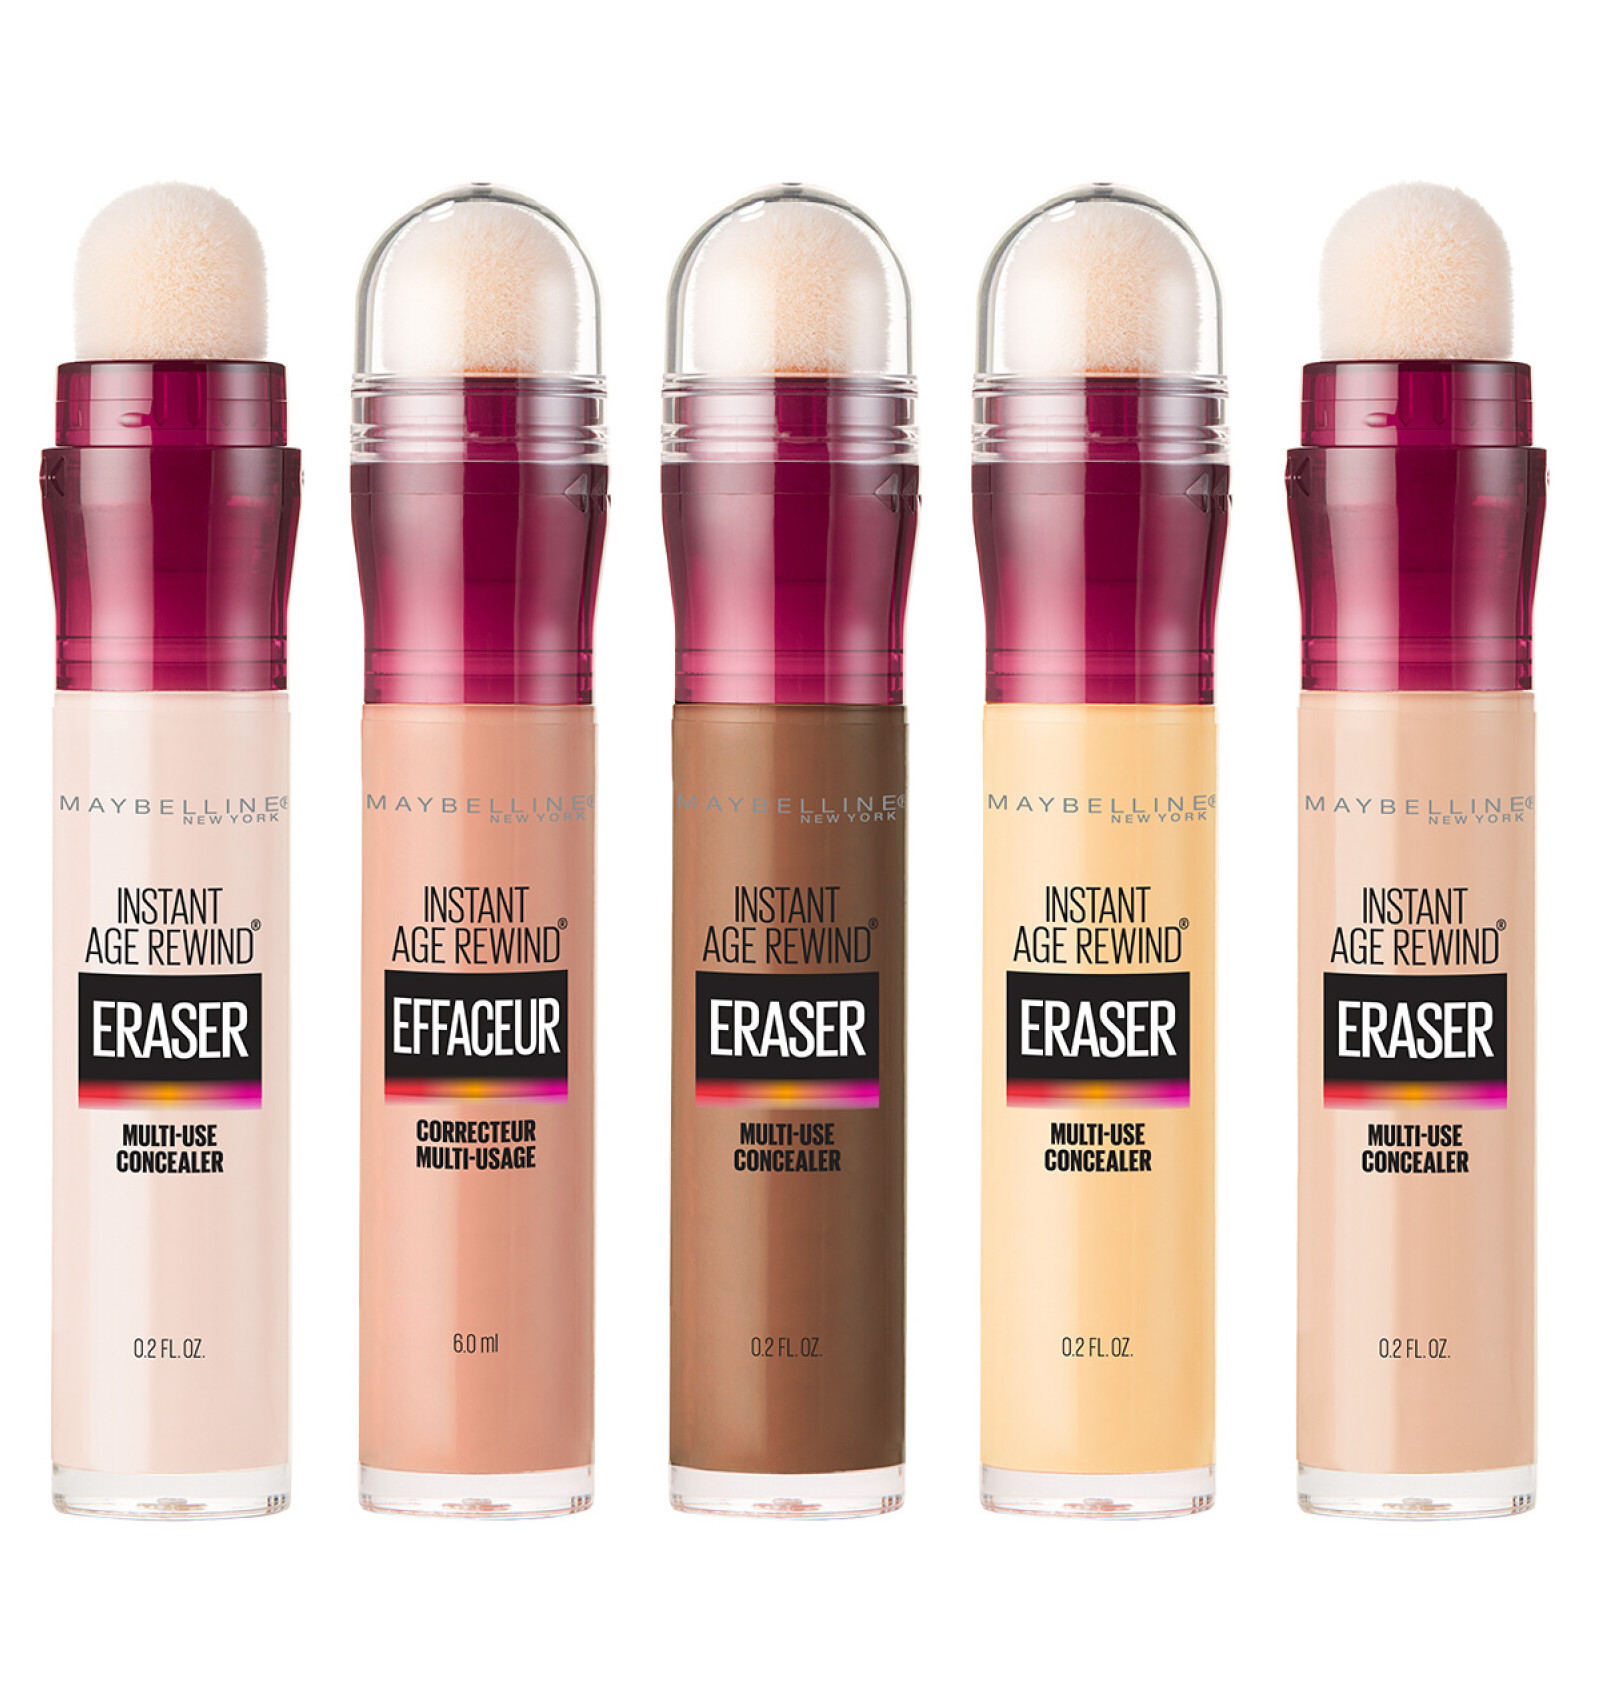 MAYBELLINE®
NEW YORK
INSTANT
AGE REWIND®
ERASER
MULTI-USE
CONCEALER
0.2 FL. OZ.
MAYBELLINE®
NEW YORK
INSTANT
AGE REWIND®
EFFACEUR
CORRECTEUR
MULTI-USAGE
6.0 ml
MAYBELLINE®
NEW YORK
INSTANT
AGE REWIND®
ERASER
MULTI-USE
CONCEALER
0.2 FL. OZ.
MAYBELLINE®
NEW YORK
INSTANT
AGE REWIND®
ERASER
MULTI-USE
CONCEALER
0.2 FL. OZ.
MAYBELLINE®
NEW YORK
INSTANT
AGE REWIND®
ERASER
MULTI-USE
CONCEALER
0.2 FL. OZ.